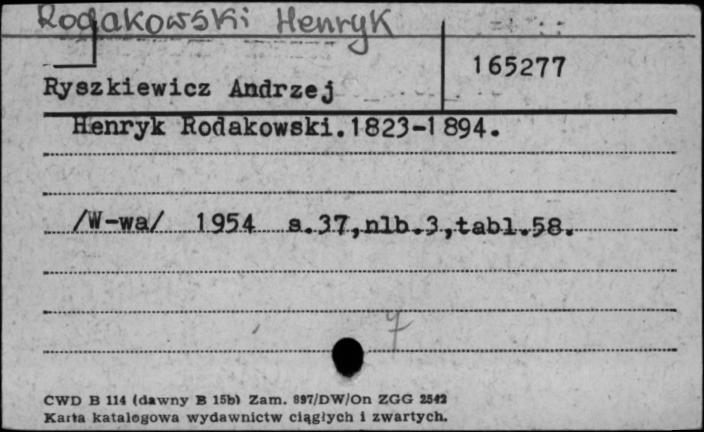 Rodakowski Henryk
165277
Ryszkiewicz Andrzej
Henryk Rodakowski.1823-1894.
/W-wa/ 1954 s.37,nlb.3,tabl.58.
7
CWD B 114 (dawny B 15b) Zam. 897/DW/On ZGG 2542
Karta katalogowa wydawnictw ciągłych i zwartych.